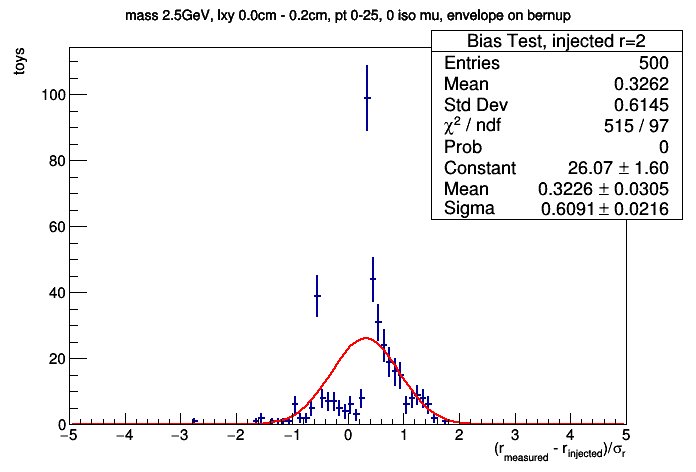 mass 2.5GeV, lxy 0.0cm - 0.2cm, pt 0-25, 0 iso mu, envelope on bernup
Bias Test, injected r=2
Entries 500
Mean 0.3262
Std Dev 0.6145
χ² / ndf 515 / 97
Prob 0
Constant 26.07 ± 1.60
Mean 0.3226 ± 0.0305
Sigma 0.6091 ± 0.0216
toys
100
80
60
40
20
0
−5 −4 −3 −2 −1 0 1 2 3 4 5
(r_measured - r_injected)/σ_r